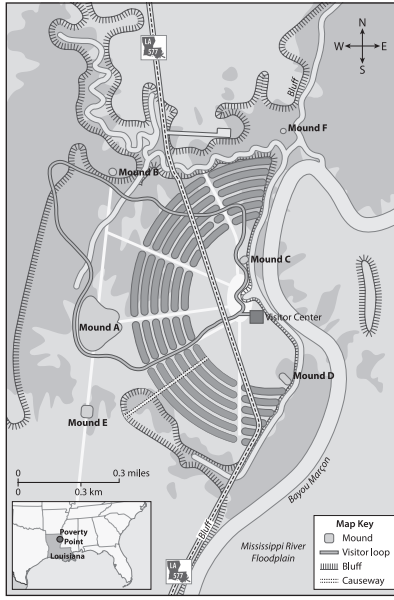 N
W E
S
LA
577
Bluff
Mound F
Mound B
Mound C
Visitor Center
Mound A
Mound D
Mound E
0 0.3 miles
0 0.3 km
Bayou Marçon
Bluff
Poverty
Point
Louisiana
LA
577
Mississippi River
Floodplain
Map Key
Mound
Visitor loop
Bluff
Causeway